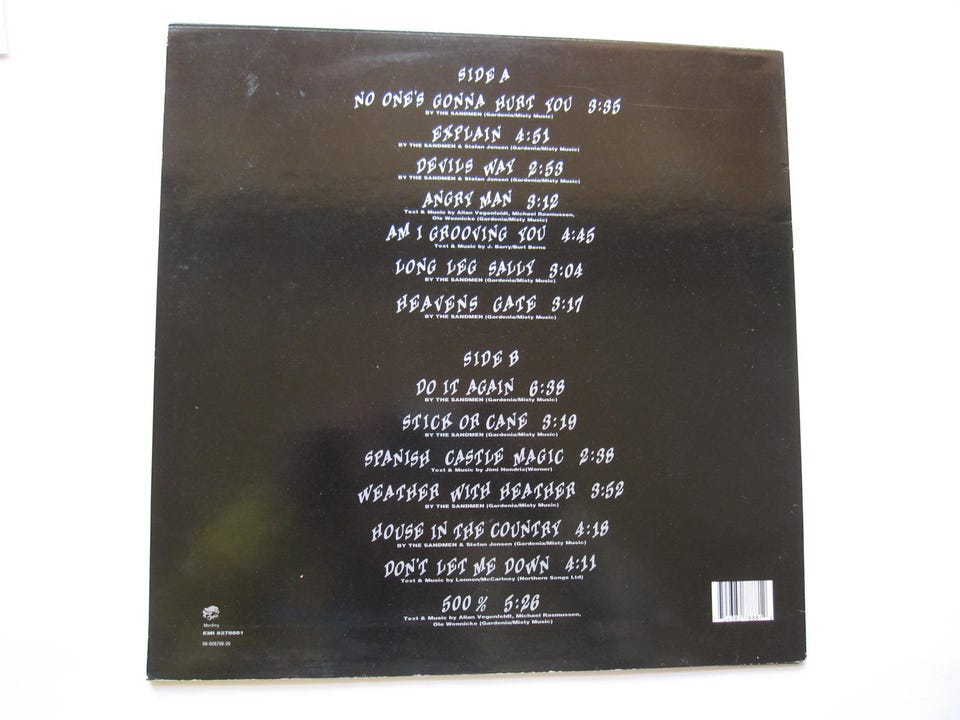 SIDE A
NO ONE'S GONNA HURT YOU 3:35
BY THE SANDMEN (Gardenia/Misty Music)
EXPLAIN 4:51
BY THE SANDMEN & Stefan Jensen (Gardenia/Misty Music)
DEVILS WAY 2:53
BY THE SANDMEN & Stefan Jensen (Gardenia/Misty Music)
ANGRY MAN 3:12
Text & Music by Allan Vegenfeldt, Michael Rasmussen,
Ole Wennicke (Gardenia/Misty Music)
AM I GROOVING YOU 4:45
Text & Music by J. Berry/Burt Berns
LONG LEG SALLY 3:04
BY THE SANDMEN (Gardenia/Misty Music)
HEAVENS GATE 3:17
BY THE SANDMEN (Gardenia/Misty Music)
SIDE B
DO IT AGAIN 6:38
BY THE SANDMEN (Gardenia/Misty Music)
STICK OR CANE 3:19
BY THE SANDMEN (Gardenia/Misty Music)
SPANISH CASTLE MAGIC 2:38
Text & Music by Jimi Hendrix(Warner)
WEATHER WITH HEATHER 3:52
BY THE SANDMEN (Gardenia/Misty Music)
HOUSE IN THE COUNTRY 4:18
BY THE SANDMEN & Stefan Jensen (Gardenia/Misty Music)
DON'T LET ME DOWN 4:11
Text & Music by Lennon/McCartney (Northern Songs Ltd)
500 % 5:26
Text & Music by Allan Vegenfeldt, Michael Rasmussen,
Ole Wennicke (Gardenia/Misty Music)
Medley
EMI 8278881
08-026798-20